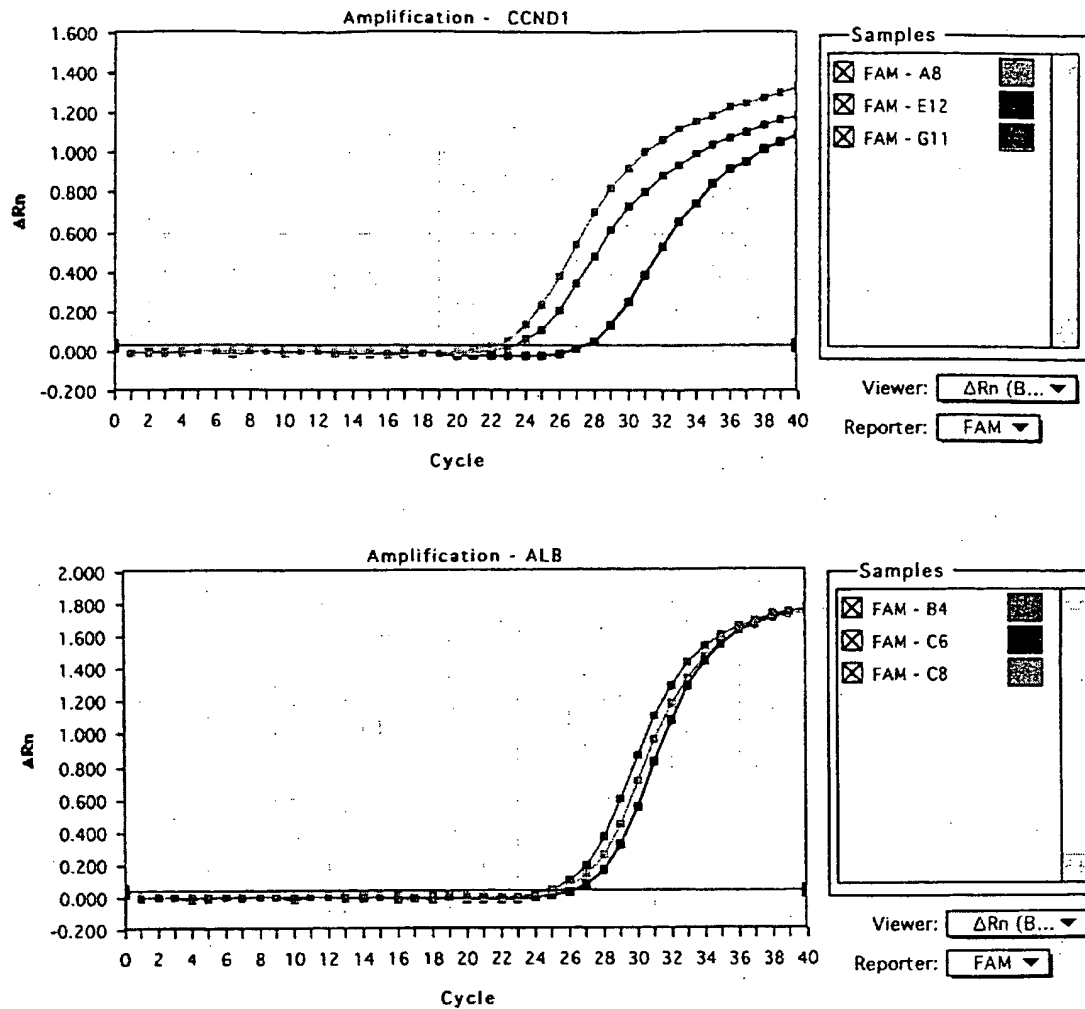 Amplification - CCND1
1.600
1.400
1.200
1.000
0.800
0.600
0.400
0.200
0.000
-0.200
ΔRn
0 2 4 6 8 10 12 14 16 18 20 22 24 26 28 30 32 34 36 38 40
Cycle
Samples
FAM - A8
FAM - E12
FAM - G11
Viewer: ΔRn (B...
Reporter: FAM
Amplification - ALB
2.000
1.800
1.600
1.400
1.200
1.000
0.800
0.600
0.400
0.200
0.000
-0.200
ΔRn
0 2 4 6 8 10 12 14 16 18 20 22 24 26 28 30 32 34 36 38 40
Cycle
Samples
FAM - B4
FAM - C6
FAM - C8
Viewer: ΔRn (B...
Reporter: FAM